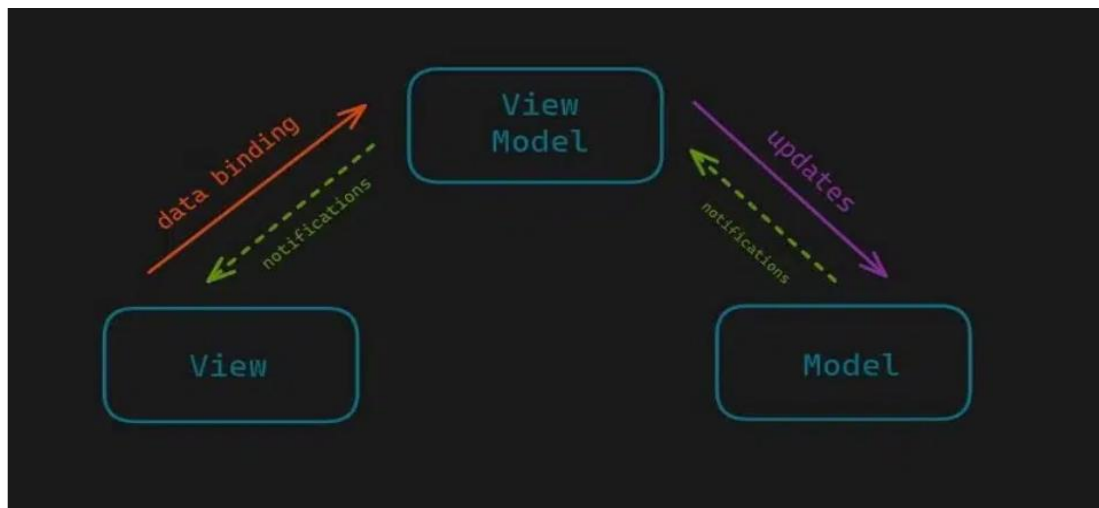 View
Model
data binding
notifications
updates
notifications
View
Model